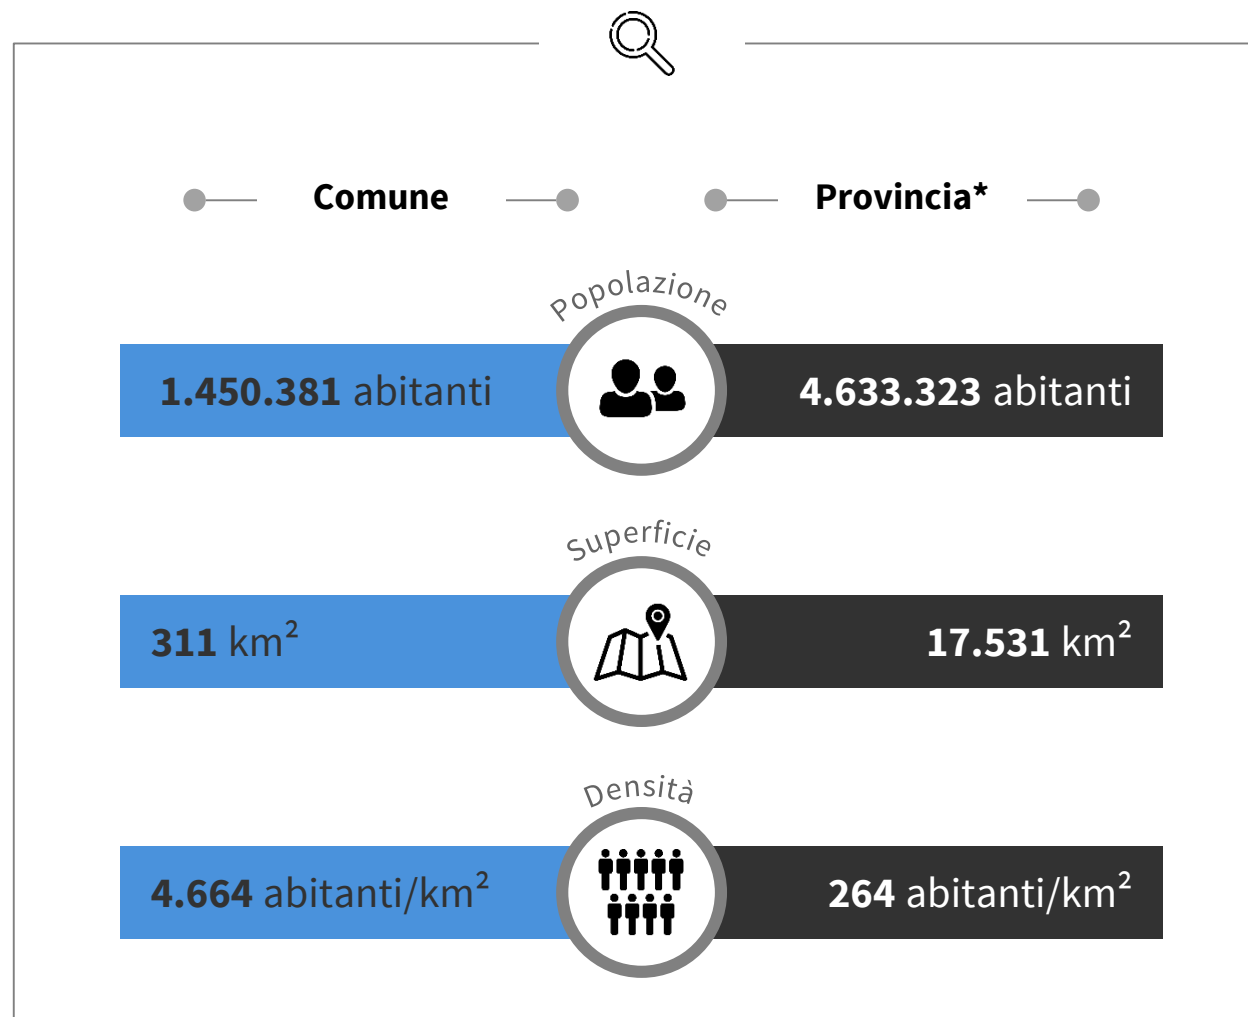 Comune Provincia*
Popolazione
1.450.381 abitanti 4.633.323 abitanti
Superficie
311 km² 17.531 km²
Densità
4.664 abitanti/km² 264 abitanti/km²